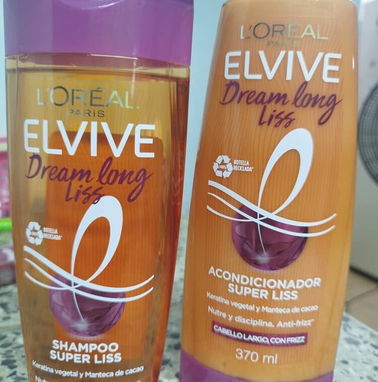 L'ORÉAL
PARIS
ELVIVE
Dream long
Liss
BOTELLA
RECICLADA*
SHAMPOO
SUPER LISS
Keratina vegetal y Manteca de cacao
L'ORÉAL
PARIS
ELVIVE
Dream long
Liss
BOTELLA
RECICLADA*
ACONDICIONADOR
SUPER LISS
Keratina vegetal y Manteca de cacao
Nutre y disciplina. Anti-frizz**
CABELLO LARGO, CON FRIZZ
370 ml